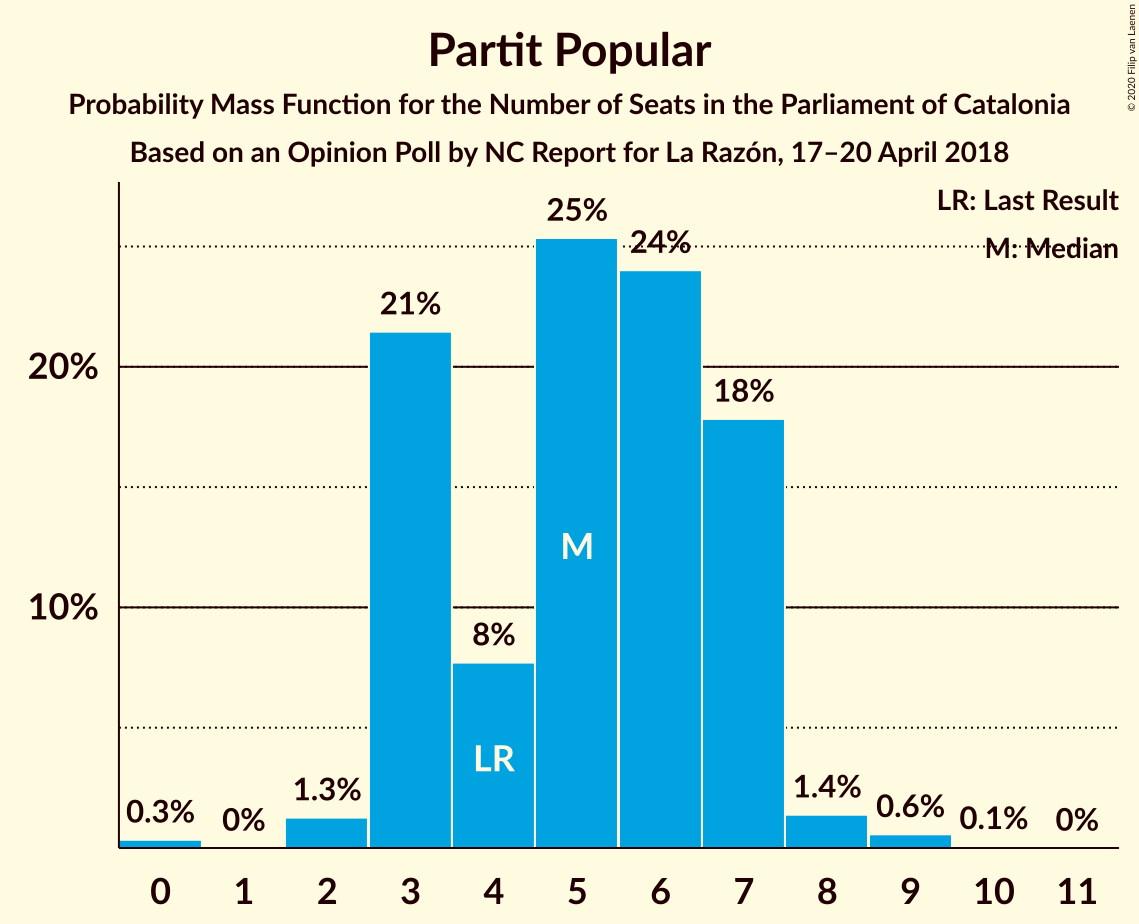 Partit Popular
Probability Mass Function for the Number of Seats in the Parliament of Catalonia
Based on an Opinion Poll by NC Report for La Razón, 17–20 April 2018
© 2020 Filip van Laenen
LR: Last Result
M: Median
20%
10%
0.3%
0%
1.3%
21%
8%
25%
24%
18%
1.4%
0.6%
0.1%
0%
LR
M
0 1 2 3 4 5 6 7 8 9 10 11